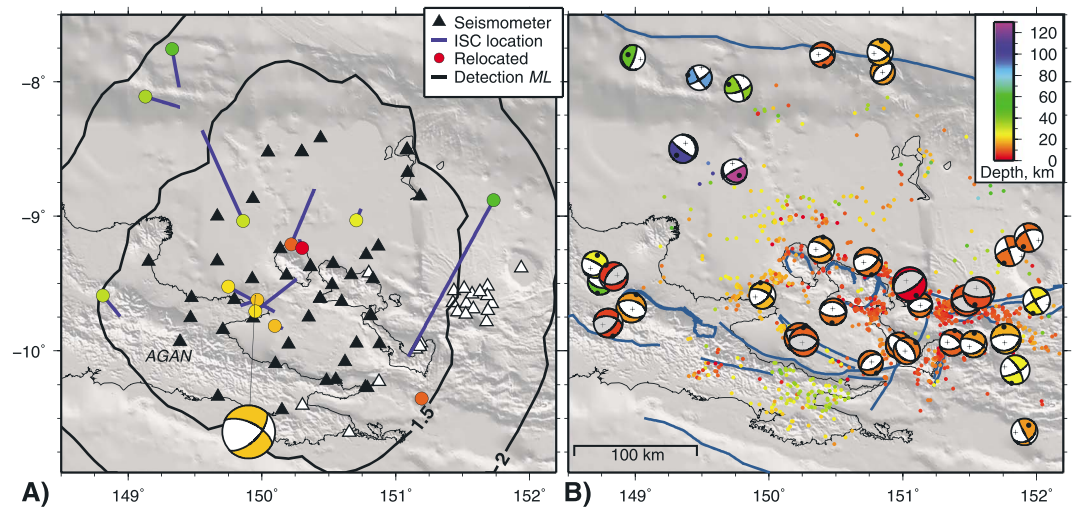 Seismometer
ISC location
Relocated
Detection ML
−8°
−9°
−10°
AGAN
1.5
2
A)
149°
150°
151°
152°
120
100
80
60
40
20
0
Depth, km
100 km
B)
149°
150°
151°
152°